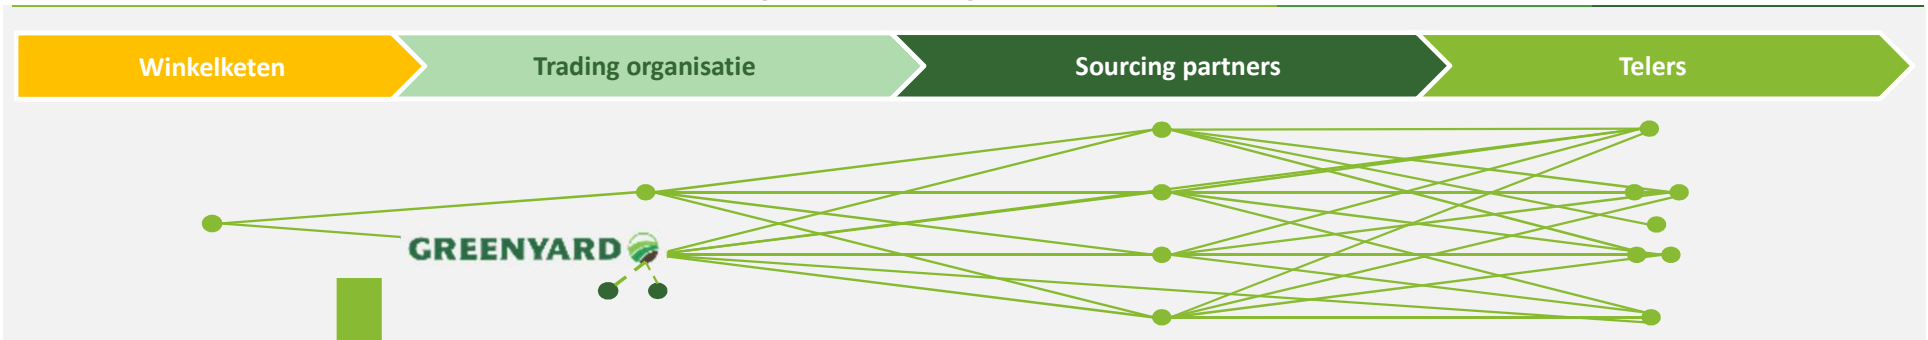 Winkelketen
Trading organisatie
Sourcing partners
Telers
GREENYARD